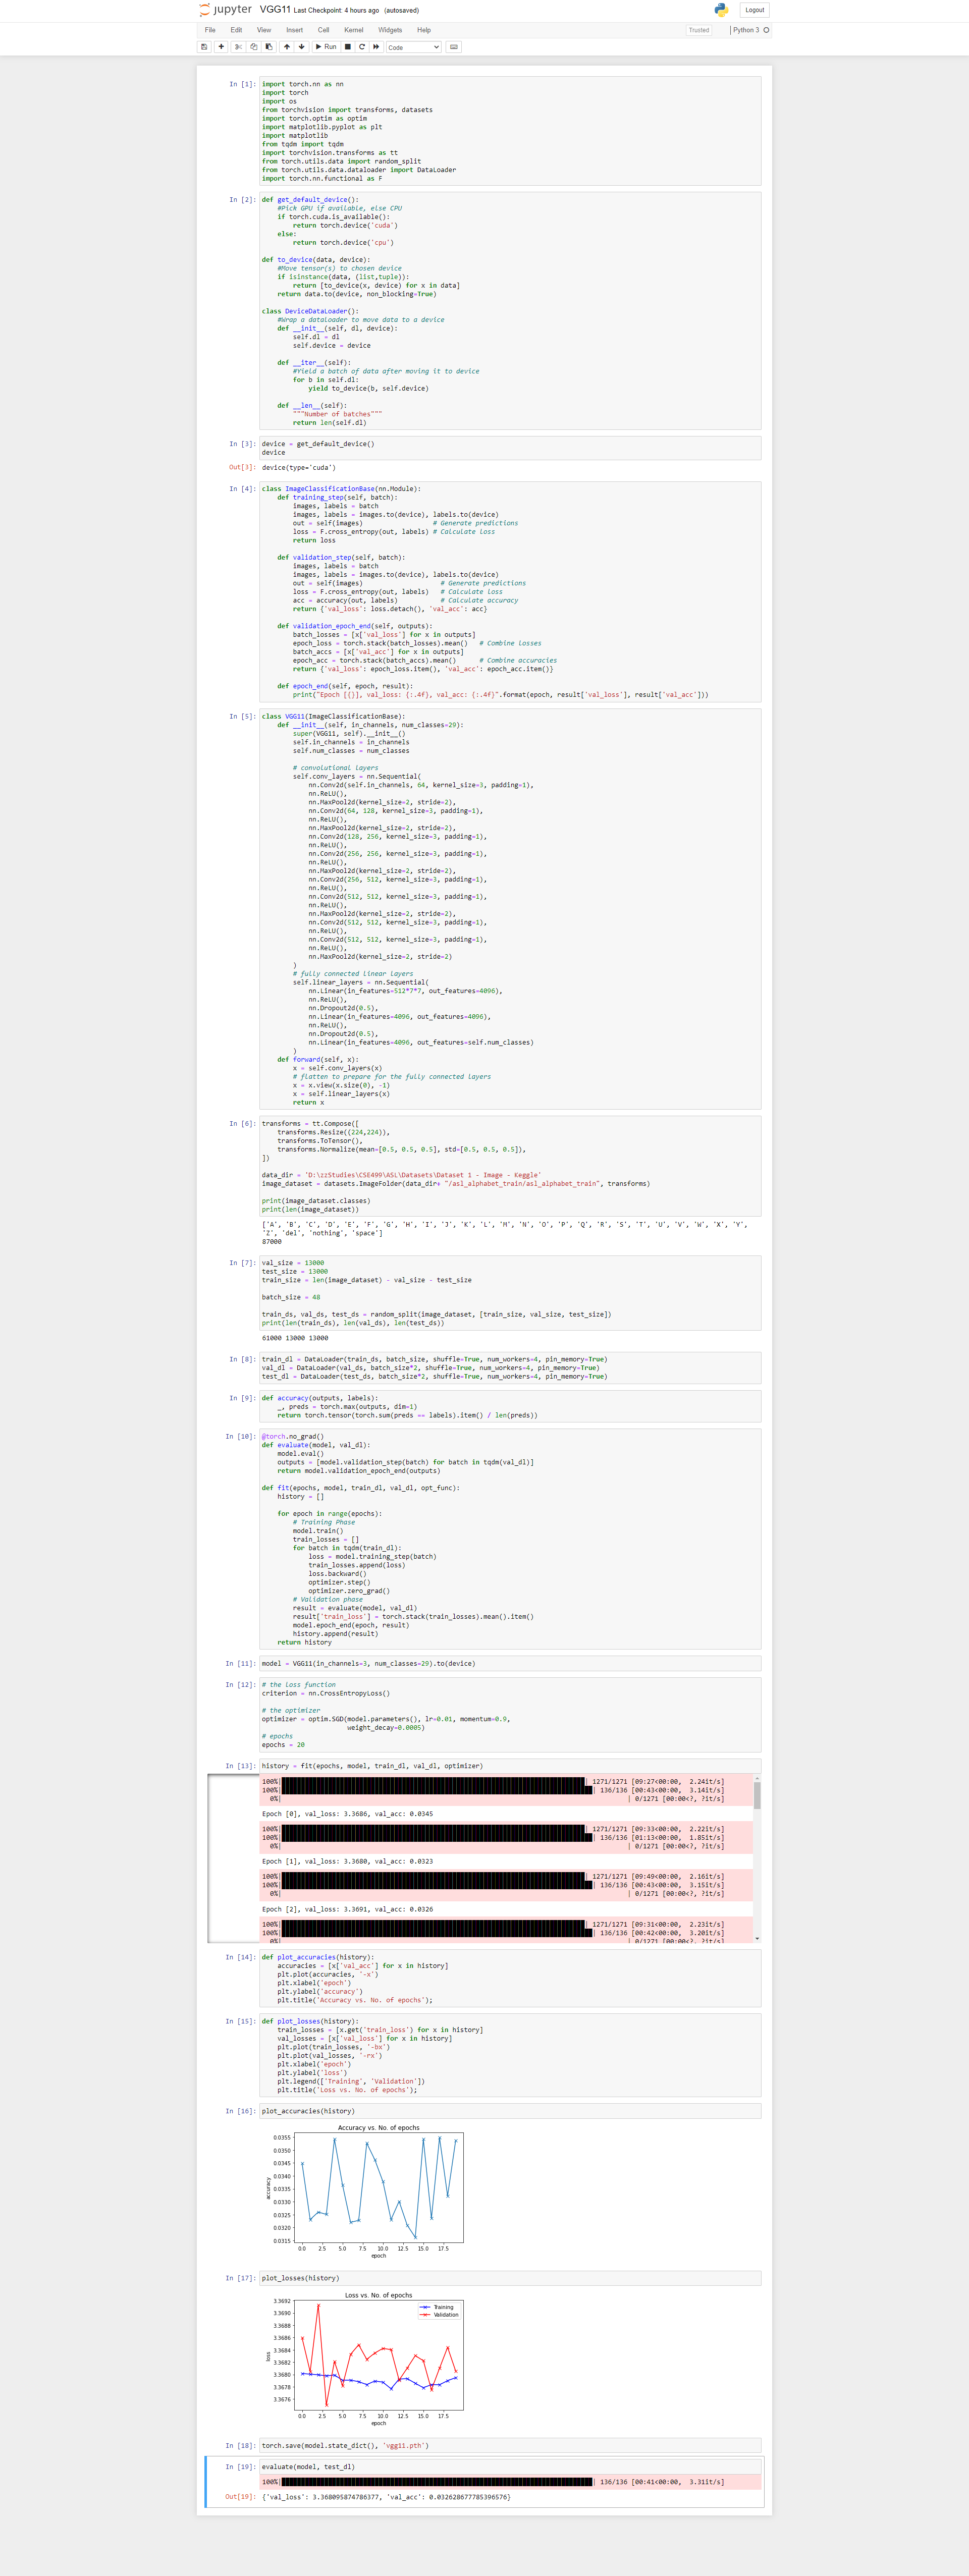 jupyter VGG11 Last Checkpoint: 4 hours ago (autosaved)
Logout
File Edit View Insert Cell Kernel Widgets Help
Trusted
Python 3
Run
Code
In [1]:
import torch.nn as nn
import torch
import os
from torchvision import transforms, datasets
import torch.optim as optim
import matplotlib.pyplot as plt
import matplotlib
from tqdm import tqdm
import torchvision.transforms as tt
from torch.utils.data import random_split
from torch.utils.data.dataloader import DataLoader
import torch.nn.functional as F
In [2]:
def get_default_device():
    #Pick GPU if available, else CPU
    if torch.cuda.is_available():
        return torch.device('cuda')
    else:
        return torch.device('cpu')
def to_device(data, device):
    #Move tensor(s) to chosen device
    if isinstance(data, (list,tuple)):
        return [to_device(x, device) for x in data]
    return data.to(device, non_blocking=True)
class DeviceDataLoader():
    #Wrap a dataloader to move data to a device
    def __init__(self, dl, device):
        self.dl = dl
        self.device = device
    def __iter__(self):
        #Yield a batch of data after moving it to device
        for b in self.dl:
            yield to_device(b, self.device)
    def __len__(self):
        """Number of batches"""
        return len(self.dl)
In [3]:
device = get_default_device()
device
Out[3]:
device(type='cuda')
In [4]:
class ImageClassificationBase(nn.Module):
    def training_step(self, batch):
        images, labels = batch
        images, labels = images.to(device), labels.to(device)
        out = self(images)                  # Generate predictions
        loss = F.cross_entropy(out, labels) # Calculate loss
        return loss
    def validation_step(self, batch):
        images, labels = batch
        images, labels = images.to(device), labels.to(device)
        out = self(images)                    # Generate predictions
        loss = F.cross_entropy(out, labels)   # Calculate loss
        acc = accuracy(out, labels)           # Calculate accuracy
        return {'val_loss': loss.detach(), 'val_acc': acc}
    def validation_epoch_end(self, outputs):
        batch_losses = [x['val_loss'] for x in outputs]
        epoch_loss = torch.stack(batch_losses).mean()   # Combine losses
        batch_accs = [x['val_acc'] for x in outputs]
        epoch_acc = torch.stack(batch_accs).mean()      # Combine accuracies
        return {'val_loss': epoch_loss.item(), 'val_acc': epoch_acc.item()}
    def epoch_end(self, epoch, result):
        print("Epoch [{}], val_loss: {:.4f}, val_acc: {:.4f}".format(epoch, result['val_loss'], result['val_acc']))
In [5]:
class VGG11(ImageClassificationBase):
    def __init__(self, in_channels, num_classes=29):
        super(VGG11, self).__init__()
        self.in_channels = in_channels
        self.num_classes = num_classes
        # convolutional layers
        self.conv_layers = nn.Sequential(
            nn.Conv2d(self.in_channels, 64, kernel_size=3, padding=1),
            nn.ReLU(),
            nn.MaxPool2d(kernel_size=2, stride=2),
            nn.Conv2d(64, 128, kernel_size=3, padding=1),
            nn.ReLU(),
            nn.MaxPool2d(kernel_size=2, stride=2),
            nn.Conv2d(128, 256, kernel_size=3, padding=1),
            nn.ReLU(),
            nn.Conv2d(256, 256, kernel_size=3, padding=1),
            nn.ReLU(),
            nn.MaxPool2d(kernel_size=2, stride=2),
            nn.Conv2d(256, 512, kernel_size=3, padding=1),
            nn.ReLU(),
            nn.Conv2d(512, 512, kernel_size=3, padding=1),
            nn.ReLU(),
            nn.MaxPool2d(kernel_size=2, stride=2),
            nn.Conv2d(512, 512, kernel_size=3, padding=1),
            nn.ReLU(),
            nn.Conv2d(512, 512, kernel_size=3, padding=1),
            nn.ReLU(),
            nn.MaxPool2d(kernel_size=2, stride=2)
        )
        # fully connected linear layers
        self.linear_layers = nn.Sequential(
            nn.Linear(in_features=512*7*7, out_features=4096),
            nn.ReLU(),
            nn.Dropout2d(0.5),
            nn.Linear(in_features=4096, out_features=4096),
            nn.ReLU(),
            nn.Dropout2d(0.5),
            nn.Linear(in_features=4096, out_features=self.num_classes)
        )
    def forward(self, x):
        x = self.conv_layers(x)
        # flatten to prepare for the fully connected layers
        x = x.view(x.size(0), -1)
        x = self.linear_layers(x)
        return x
In [6]:
transforms = tt.Compose([
    transforms.Resize((224,224)),
    transforms.ToTensor(),
    transforms.Normalize(mean=[0.5, 0.5, 0.5], std=[0.5, 0.5, 0.5]),
])
data_dir = 'D:\zzStudies\CSE499\ASL\Datasets\Dataset 1 - Image - Keggle'
image_dataset = datasets.ImageFolder(data_dir+ "/asl_alphabet_train/asl_alphabet_train", transforms)
print(image_dataset.classes)
print(len(image_dataset))
['A', 'B', 'C', 'D', 'E', 'F', 'G', 'H', 'I', 'J', 'K', 'L', 'M', 'N', 'O', 'P', 'Q', 'R', 'S', 'T', 'U', 'V', 'W', 'X', 'Y',
'Z', 'del', 'nothing', 'space']
87000
In [7]:
val_size = 13000
test_size = 13000
train_size = len(image_dataset) - val_size - test_size
batch_size = 48
train_ds, val_ds, test_ds = random_split(image_dataset, [train_size, val_size, test_size])
print(len(train_ds), len(val_ds), len(test_ds))
61000 13000 13000
In [8]:
train_dl = DataLoader(train_ds, batch_size, shuffle=True, num_workers=4, pin_memory=True)
val_dl = DataLoader(val_ds, batch_size*2, shuffle=True, num_workers=4, pin_memory=True)
test_dl = DataLoader(test_ds, batch_size*2, shuffle=True, num_workers=4, pin_memory=True)
In [9]:
def accuracy(outputs, labels):
    _, preds = torch.max(outputs, dim=1)
    return torch.tensor(torch.sum(preds == labels).item() / len(preds))
In [10]:
@torch.no_grad()
def evaluate(model, val_dl):
    model.eval()
    outputs = [model.validation_step(batch) for batch in tqdm(val_dl)]
    return model.validation_epoch_end(outputs)
def fit(epochs, model, train_dl, val_dl, opt_func):
    history = []
    for epoch in range(epochs):
        # Training Phase
        model.train()
        train_losses = []
        for batch in tqdm(train_dl):
            loss = model.training_step(batch)
            train_losses.append(loss)
            loss.backward()
            optimizer.step()
            optimizer.zero_grad()
        # Validation phase
        result = evaluate(model, val_dl)
        result['train_loss'] = torch.stack(train_losses).mean().item()
        model.epoch_end(epoch, result)
        history.append(result)
    return history
In [11]:
model = VGG11(in_channels=3, num_classes=29).to(device)
In [12]:
# the loss function
criterion = nn.CrossEntropyLoss()
# the optimizer
optimizer = optim.SGD(model.parameters(), lr=0.01, momentum=0.9,
                      weight_decay=0.0005)
# epochs
epochs = 20
In [13]:
history = fit(epochs, model, train_dl, val_dl, optimizer)
100%| | 1271/1271 [09:27<00:00, 2.24it/s]
100%| | 136/136 [00:43<00:00, 3.14it/s]
0%| | 0/1271 [00:00<?, ?it/s]
Epoch [0], val_loss: 3.3686, val_acc: 0.0345
100%| | 1271/1271 [09:33<00:00, 2.22it/s]
100%| | 136/136 [01:13<00:00, 1.85it/s]
0%| | 0/1271 [00:00<?, ?it/s]
Epoch [1], val_loss: 3.3680, val_acc: 0.0323
100%| | 1271/1271 [09:49<00:00, 2.16it/s]
100%| | 136/136 [00:43<00:00, 3.15it/s]
0%| | 0/1271 [00:00<?, ?it/s]
Epoch [2], val_loss: 3.3691, val_acc: 0.0326
100%| | 1271/1271 [09:31<00:00, 2.23it/s]
100%| | 136/136 [00:42<00:00, 3.20it/s]
0%| | 0/1271 [00:00<?, ?it/s]
In [14]:
def plot_accuracies(history):
    accuracies = [x['val_acc'] for x in history]
    plt.plot(accuracies, '-x')
    plt.xlabel('epoch')
    plt.ylabel('accuracy')
    plt.title('Accuracy vs. No. of epochs');
In [15]:
def plot_losses(history):
    train_losses = [x.get('train_loss') for x in history]
    val_losses = [x['val_loss'] for x in history]
    plt.plot(train_losses, '-bx')
    plt.plot(val_losses, '-rx')
    plt.xlabel('epoch')
    plt.ylabel('loss')
    plt.legend(['Training', 'Validation'])
    plt.title('Loss vs. No. of epochs');
In [16]:
plot_accuracies(history)
Accuracy vs. No. of epochs
0.0355
0.0350
0.0345
0.0340
0.0335
0.0330
0.0325
0.0320
0.0315
accuracy
0.0 2.5 5.0 7.5 10.0 12.5 15.0 17.5
epoch
In [17]:
plot_losses(history)
Loss vs. No. of epochs
3.3692
3.3690
3.3688
3.3686
3.3684
3.3682
3.3680
3.3678
3.3676
loss
Training
Validation
0.0 2.5 5.0 7.5 10.0 12.5 15.0 17.5
epoch
In [18]:
torch.save(model.state_dict(), 'vgg11.pth')
In [19]:
evaluate(model, test_dl)
100%| | 136/136 [00:41<00:00, 3.31it/s]
Out[19]:
{'val_loss': 3.368095874786377, 'val_acc': 0.032628677785396576}